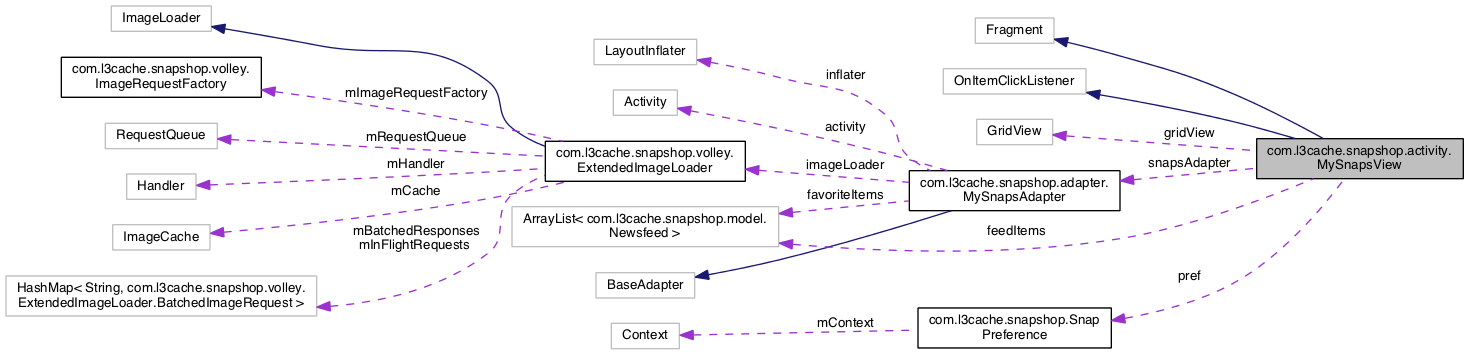 ImageLoader
com.l3cache.snapshop.volley.
ImageRequestFactory
RequestQueue
Handler
ImageCache
HashMap< String, com.l3cache.snapshop.volley.
ExtendedImageLoader.BatchedImageRequest >
mImageRequestFactory
mRequestQueue
mHandler
mCache
mBatchedResponses
mInFlightRequests
com.l3cache.snapshop.volley.
ExtendedImageLoader
LayoutInflater
Activity
ArrayList< com.l3cache.snapshop.model.
Newsfeed >
BaseAdapter
Context
inflater
activity
imageLoader
favoriteItems
mContext
com.l3cache.snapshop.adapter.
MySnapsAdapter
com.l3cache.snapshop.Snap
Preference
Fragment
OnItemClickListener
GridView
gridView
snapsAdapter
feedItems
pref
com.l3cache.snapshop.activity.
MySnapsView